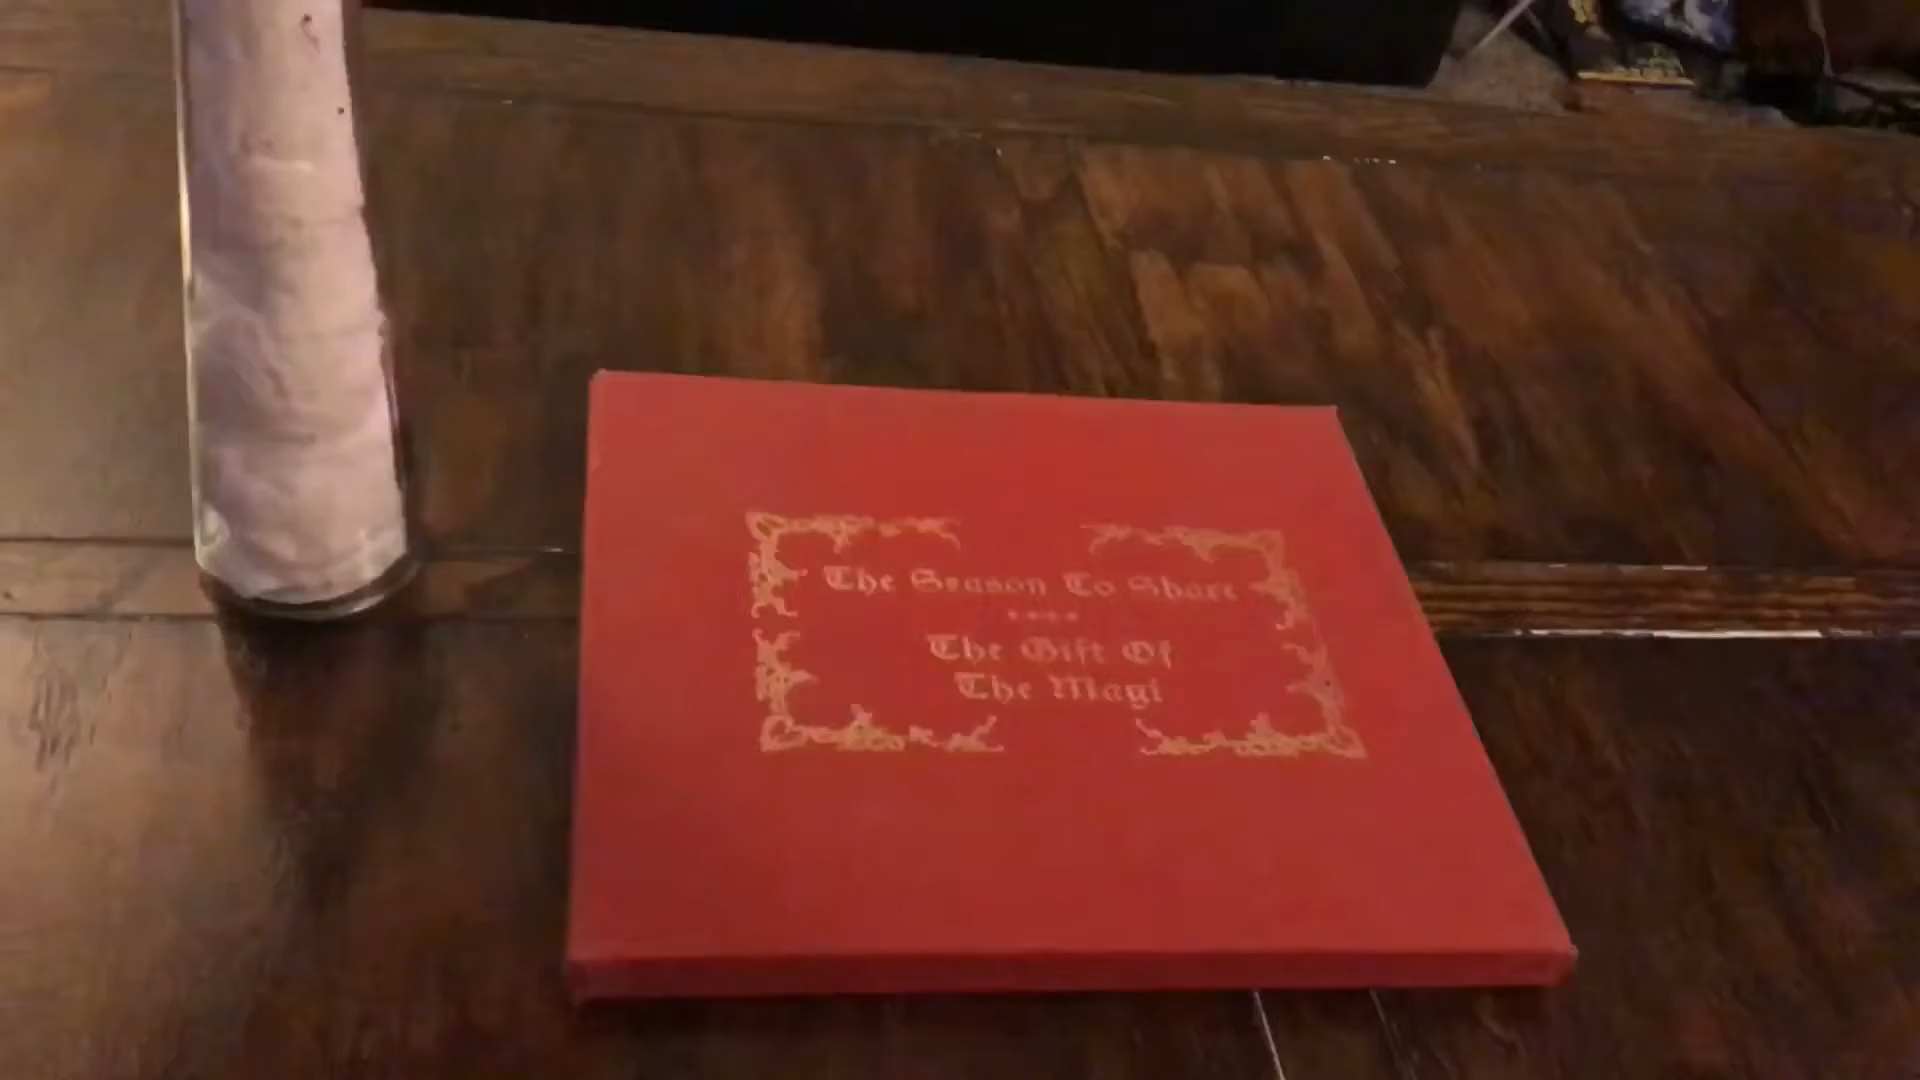 The Season To Share
The Gift Of
The Magi